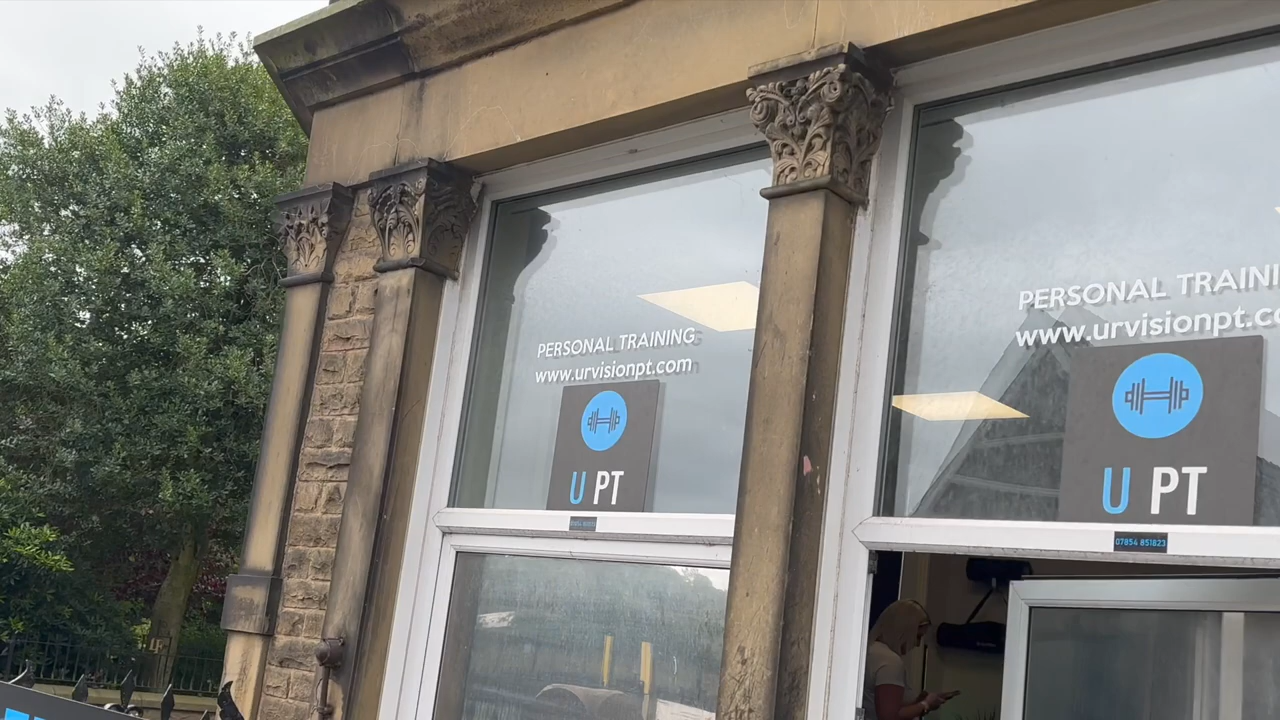 PERSONAL TRAINING
www.urvisionpt.com
U PT
PERSONAL TRAINI
www.urvisionpt.co
U PT
07854 851823